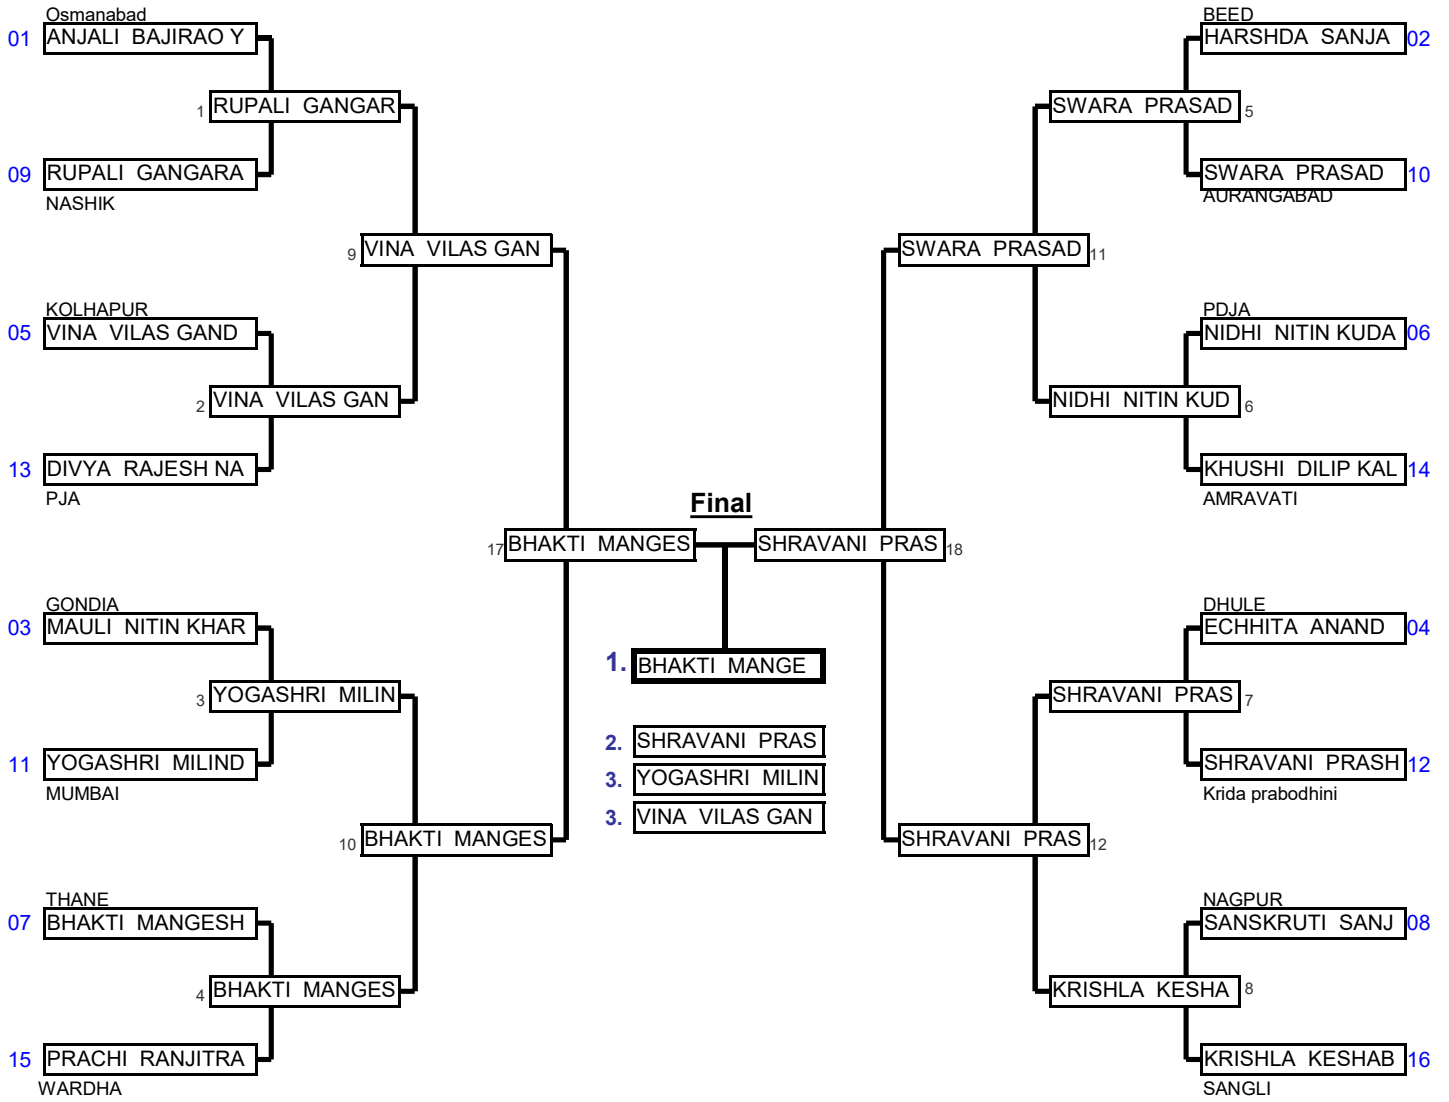 Osmanabad
01 ANJALI BAJIRAO Y
1 RUPALI GANGAR
09 RUPALI GANGARA
NASHIK
9 VINA VILAS GAN
KOLHAPUR
05 VINA VILAS GAND
2 VINA VILAS GAN
13 DIVYA RAJESH NA
PJA
17 BHAKTI MANGES
GONDIA
03 MAULI NITIN KHAR
3 YOGASHRI MILIN
11 YOGASHRI MILIND
MUMBAI
10 BHAKTI MANGES
THANE
07 BHAKTI MANGESH
4 BHAKTI MANGES
15 PRACHI RANJITRA
WARDHA
Final
1. BHAKTI MANGE
2. SHRAVANI PRAS
3. YOGASHRI MILIN
3. VINA VILAS GAN
BEED
HARSHDA SANJA 02
SWARA PRASAD 5
SWARA PRASAD 10
AURANGABAD
SWARA PRASAD 11
PDJA
NIDHI NITIN KUDA 06
NIDHI NITIN KUD 6
KHUSHI DILIP KAL 14
AMRAVATI
SHRAVANI PRAS 18
DHULE
ECHHITA ANAND 04
SHRAVANI PRAS 7
SHRAVANI PRASH 12
Krida prabodhini
SHRAVANI PRAS 12
NAGPUR
SANSKRUTI SANJ 08
KRISHLA KESHA 8
KRISHLA KESHAB 16
SANGLI